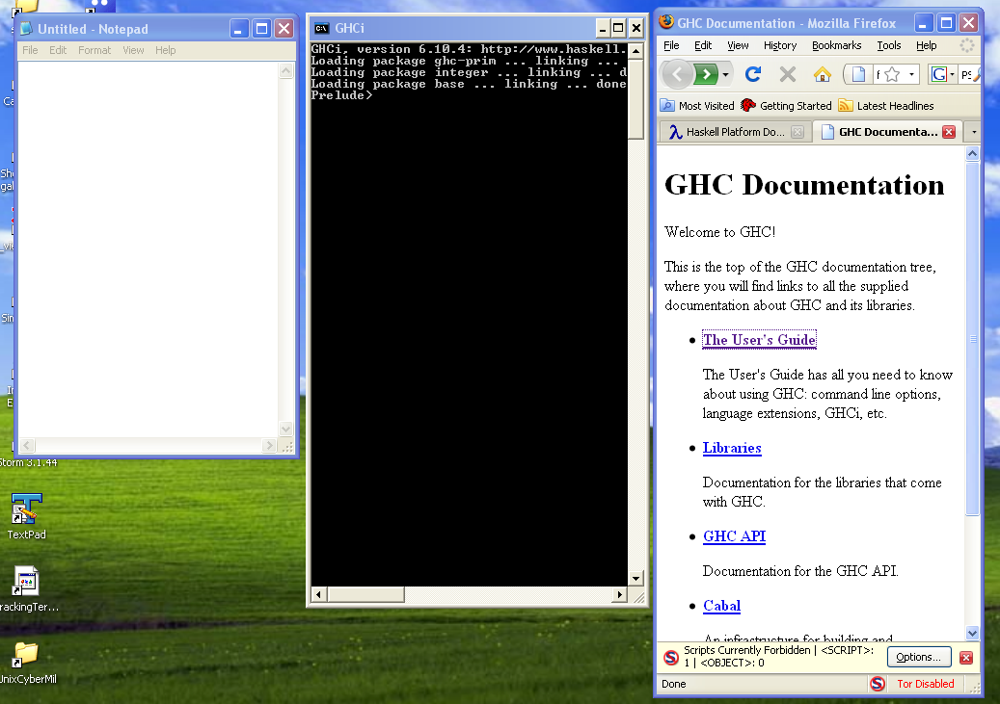 Untitled - Notepad
File Edit Format View Help
GHCi
GHCi, version 6.10.4: http://www.haskell.
Loading package ghc-prim ... linking ...
Loading package integer ... linking ... d
Loading package base ... linking ... done
Prelude>
GHC Documentation - Mozilla Firefox
File Edit View History Bookmarks Tools Help
Most Visited Getting Started Latest Headlines
Haskell Platform Do... GHC Documenta...
GHC Documentation
Welcome to GHC!
This is the top of the GHC documentation tree,
where you will find links to all the supplied
documentation about GHC and its libraries.
The User's Guide
The User's Guide has all you need to know
about using GHC: command line options,
language extensions, GHCi, etc.
Libraries
Documentation for the libraries that come
with GHC.
GHC API
Documentation for the GHC API.
Cabal
An infrastructure for building and
Scripts Currently Forbidden | <SCRIPT>:
1 | <OBJECT>: 0
Options...
Done
Tor Disabled
Storm 3.1.44
TextPad
rackingTer...
UnixCyberMil